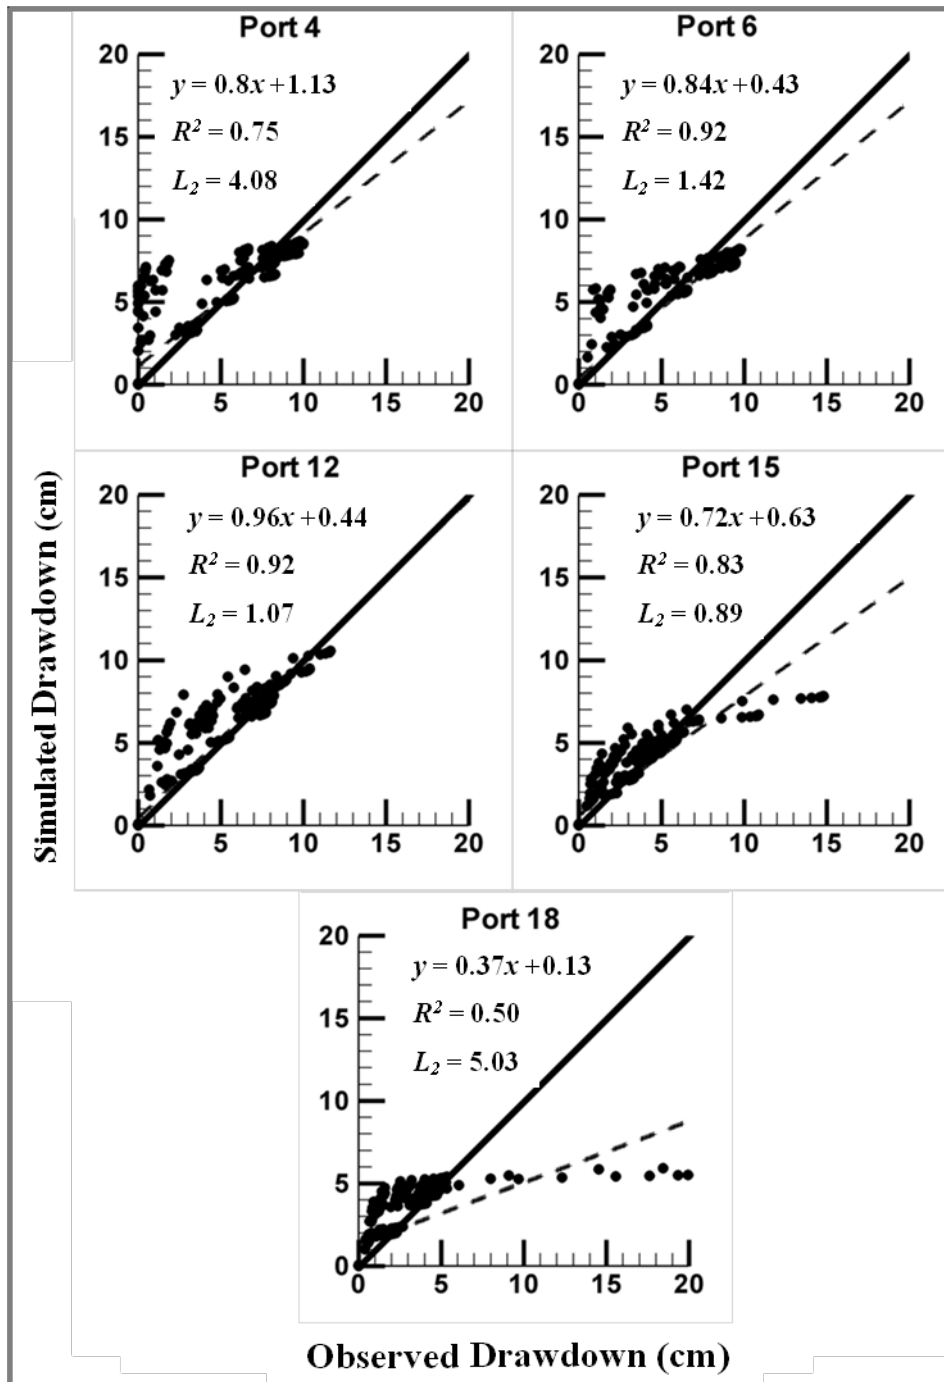 Port 4
20
15
10
5
0
y = 0.8x+1.13
R² = 0.75
L₂ = 4.08
0 5 10 15 20
Port 6
20
15
10
5
0
y = 0.84x+0.43
R² = 0.92
L₂ = 1.42
0 5 10 15 20
Simulated Drawdown (cm)
Port 12
20
15
10
5
0
y = 0.96x+0.44
R² = 0.92
L₂ = 1.07
0 5 10 15 20
Port 15
20
15
10
5
0
y = 0.72x+0.63
R² = 0.83
L₂ = 0.89
0 5 10 15 20
Port 18
20
15
10
5
0
y = 0.37x+0.13
R² = 0.50
L₂ = 5.03
0 5 10 15 20
Observed Drawdown (cm)